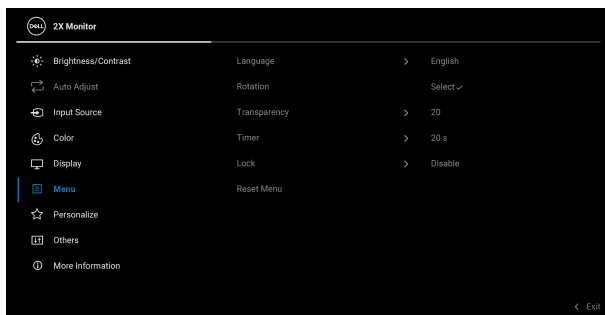 DELL 2X Monitor
Brightness/Contrast Language > English
Auto Adjust Rotation Select ✓
Input Source Transparency > 20
Color Timer > 20 s
Display Lock > Disable
Menu Reset Menu
Personalize
Others
More Information
< Exit